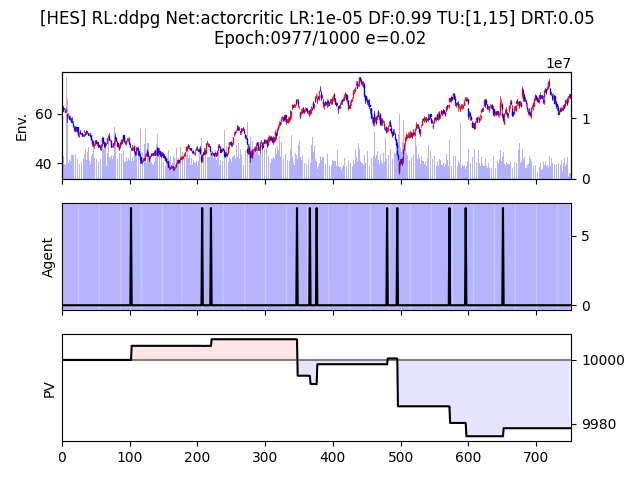 [HES] RL:ddpg Net:actorcritic LR:1e-05 DF:0.99 TU:[1,15] DRT:0.05
Epoch:0977/1000 e=0.02
1e7
Env.
60
40
1
0
Agent
5
0
PV
10000
9980
0 100 200 300 400 500 600 700